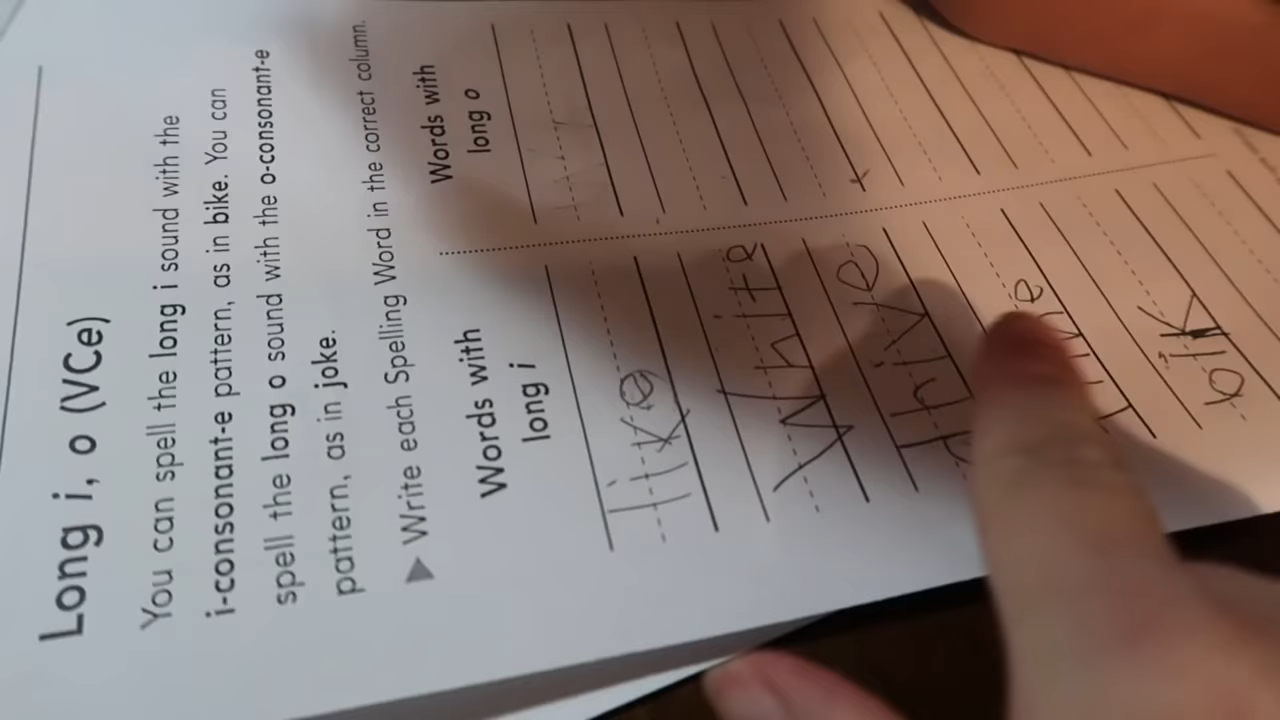 Long i, o (VCe)
You can spell the long i sound with the
i-consonant-e pattern, as in bike. You can
spell the long o sound with the o-consonant-e
pattern, as in joke.
▶ Write each Spelling Word in the correct column.
Words with
long i
Words with
long o
like
White